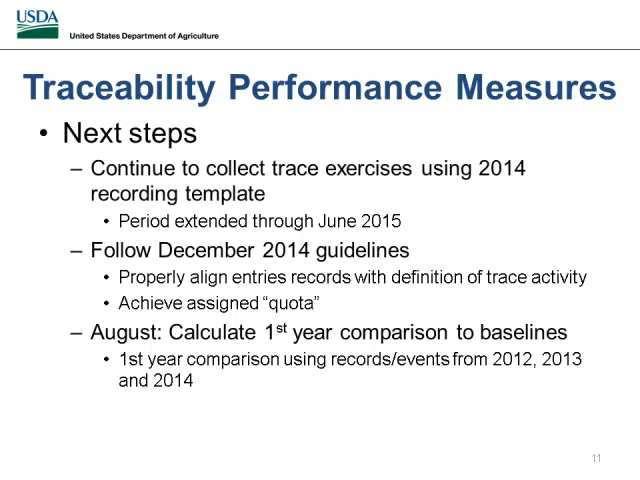 USDA
United States Department of Agriculture
Traceability Performance Measures
• Next steps
– Continue to collect trace exercises using 2014
recording template
• Period extended through June 2015
– Follow December 2014 guidelines
• Properly align entries records with definition of trace activity
• Achieve assigned “quota”
– August: Calculate 1st year comparison to baselines
• 1st year comparison using records/events from 2012, 2013
and 2014
11